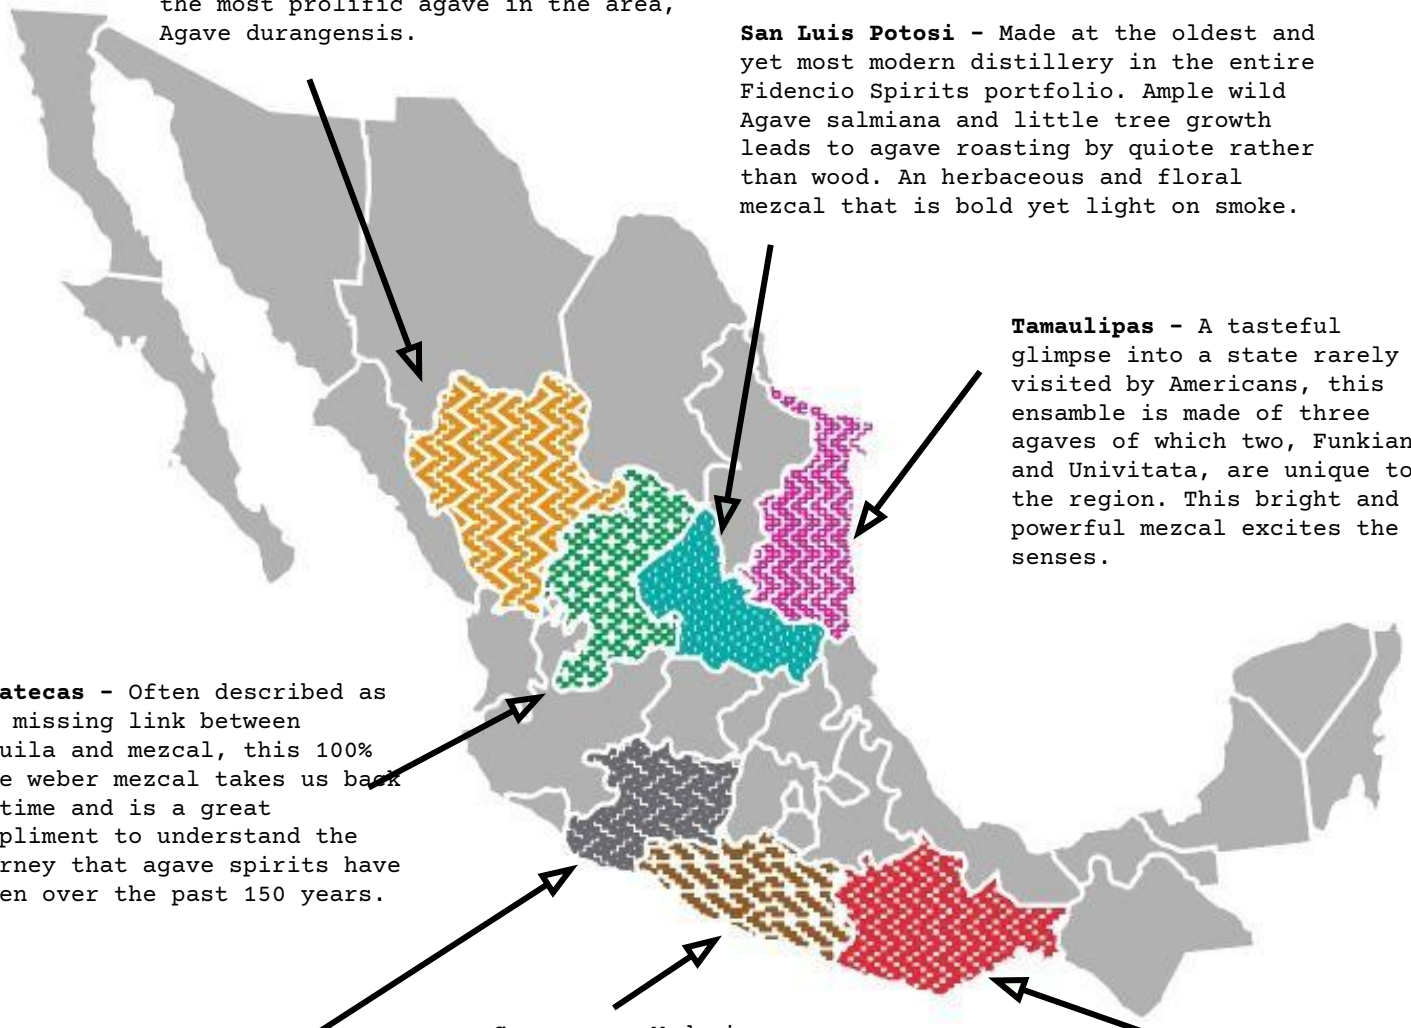 the most prolific agave in the area,
Agave durangensis.
San Luis Potosi - Made at the oldest and
yet most modern distillery in the entire
Fidencio Spirits portfolio. Ample wild
Agave salmiana and little tree growth
leads to agave roasting by quiote rather
than wood. An herbaceous and floral
mezcal that is bold yet light on smoke.
Tamaulipas - A tasteful
glimpse into a state rarely
visited by Americans, this
ensamble is made of three
agaves of which two, Funkian
and Univitata, are unique to
the region. This bright and
powerful mezcal excites the
senses.
atecas - Often described as
missing link between
uila and mezcal, this 100%
e weber mezcal takes us back
time and is a great
pliment to understand the
rney that agave spirits have
en over the past 150 years.